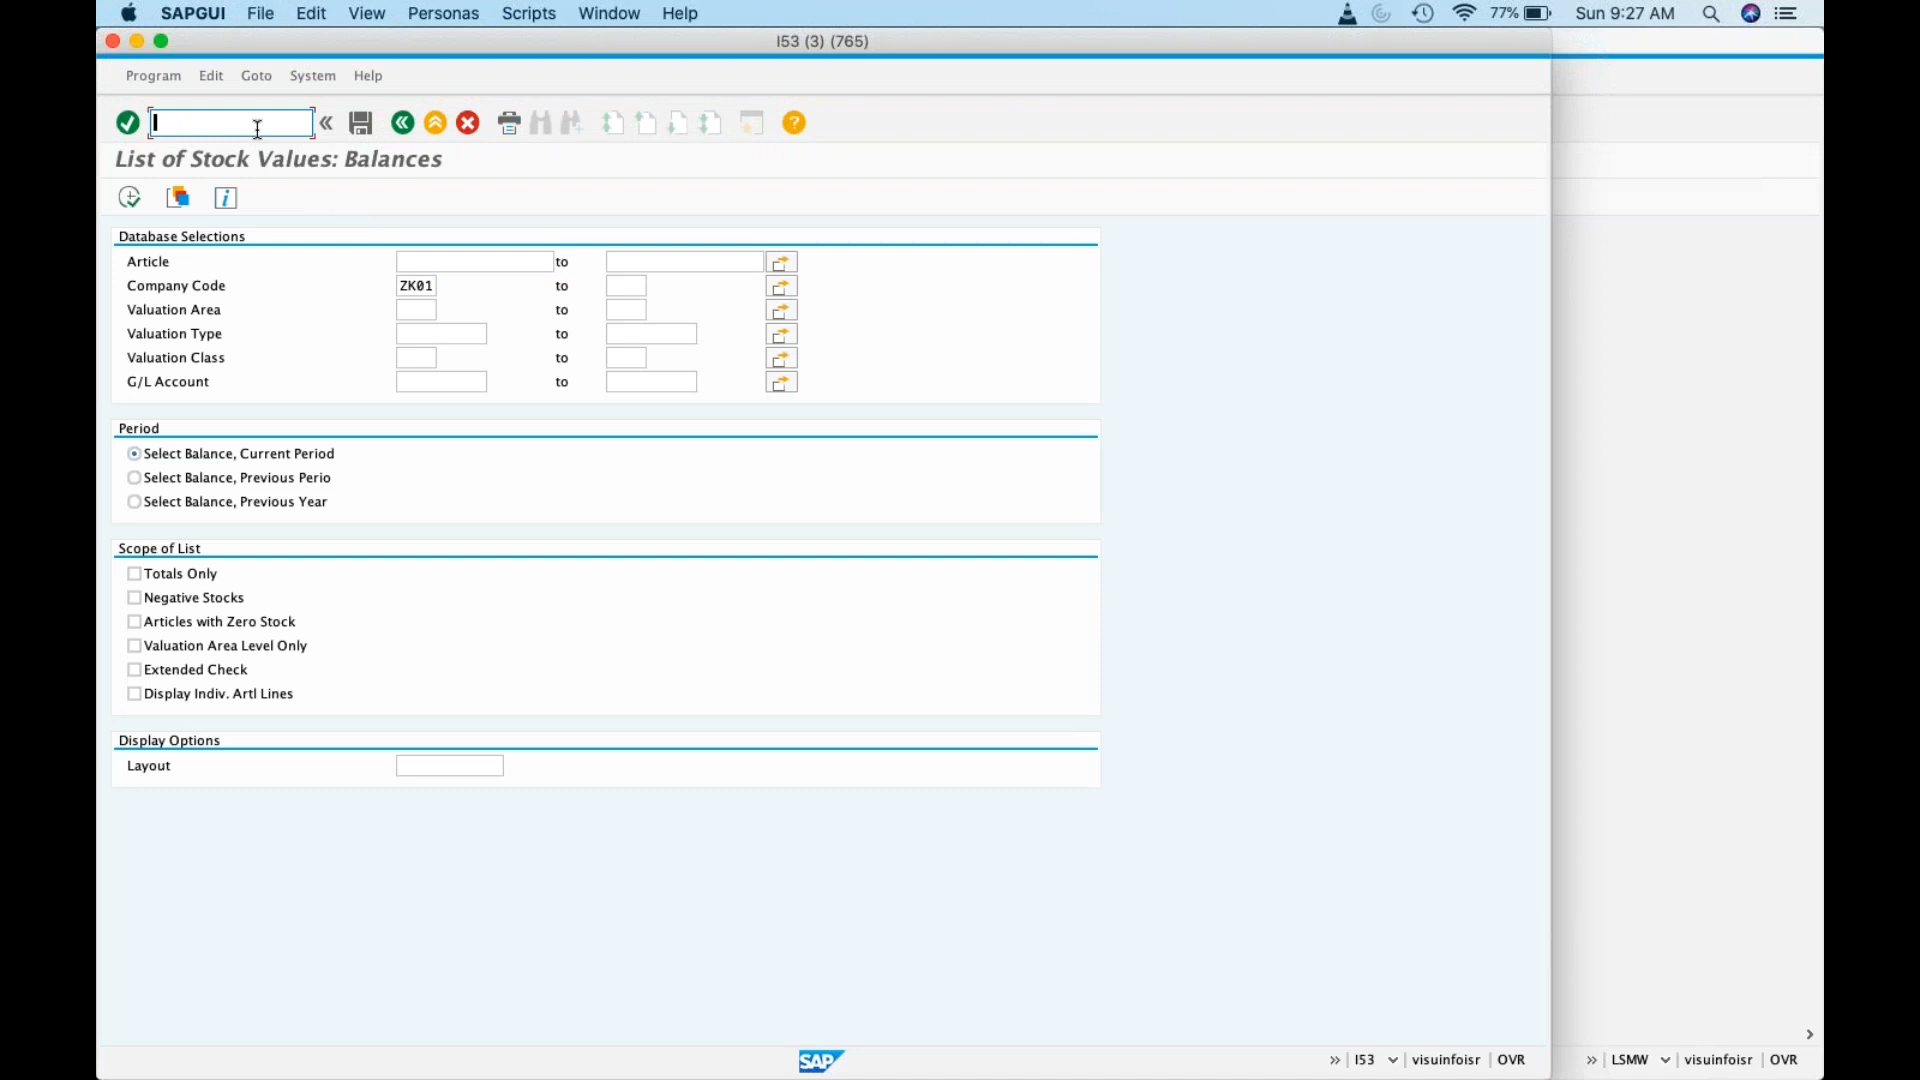 SAPGUI File Edit View Personas Scripts Window Help 77% Sun 9:27 AM
I53 (3) (765)
Program Edit Goto System Help
List of Stock Values: Balances
Database Selections
Article to
Company Code ZK01 to
Valuation Area to
Valuation Type to
Valuation Class to
G/L Account to
Period
Select Balance, Current Period
Select Balance, Previous Perio
Select Balance, Previous Year
Scope of List
Totals Only
Negative Stocks
Articles with Zero Stock
Valuation Area Level Only
Extended Check
Display Indiv. Artl Lines
Display Options
Layout
SAP I53 visuinfoisr OVR LSMW visuinfoisr OVR